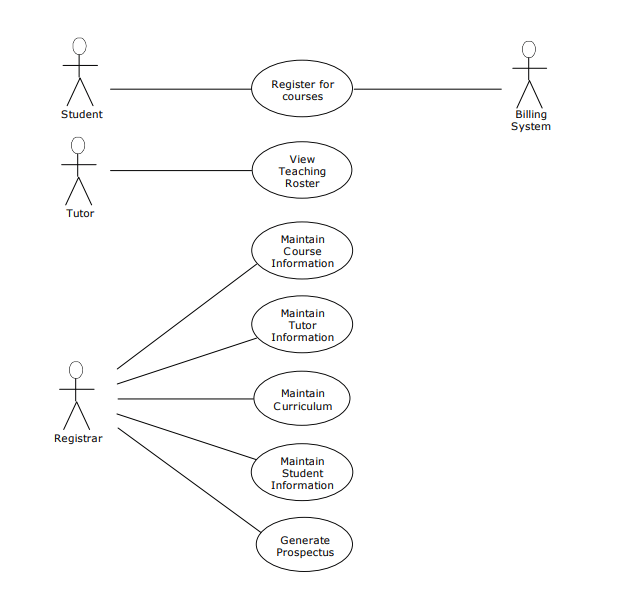 Register for
courses
Student
Billing
System
View
Teaching
Roster
Tutor
Maintain
Course
Information
Maintain
Tutor
Information
Maintain
Curriculum
Registrar
Maintain
Student
Information
Generate
Prospectus